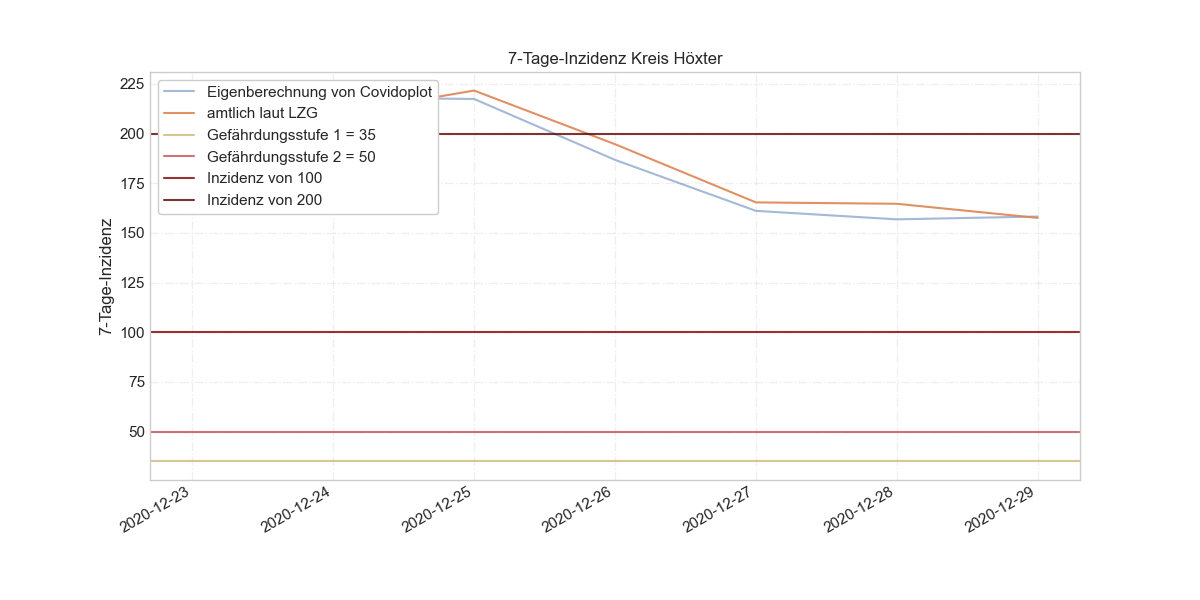 7-Tage-Inzidenz Kreis Höxter
7-Tage-Inzidenz
225
200
175
150
125
100
75
50
Eigenberechnung von Covidoplot
amtlich laut LZG
Gefährdungsstufe 1 = 35
Gefährdungsstufe 2 = 50
Inzidenz von 100
Inzidenz von 200
2020-12-23
2020-12-24
2020-12-25
2020-12-26
2020-12-27
2020-12-28
2020-12-29